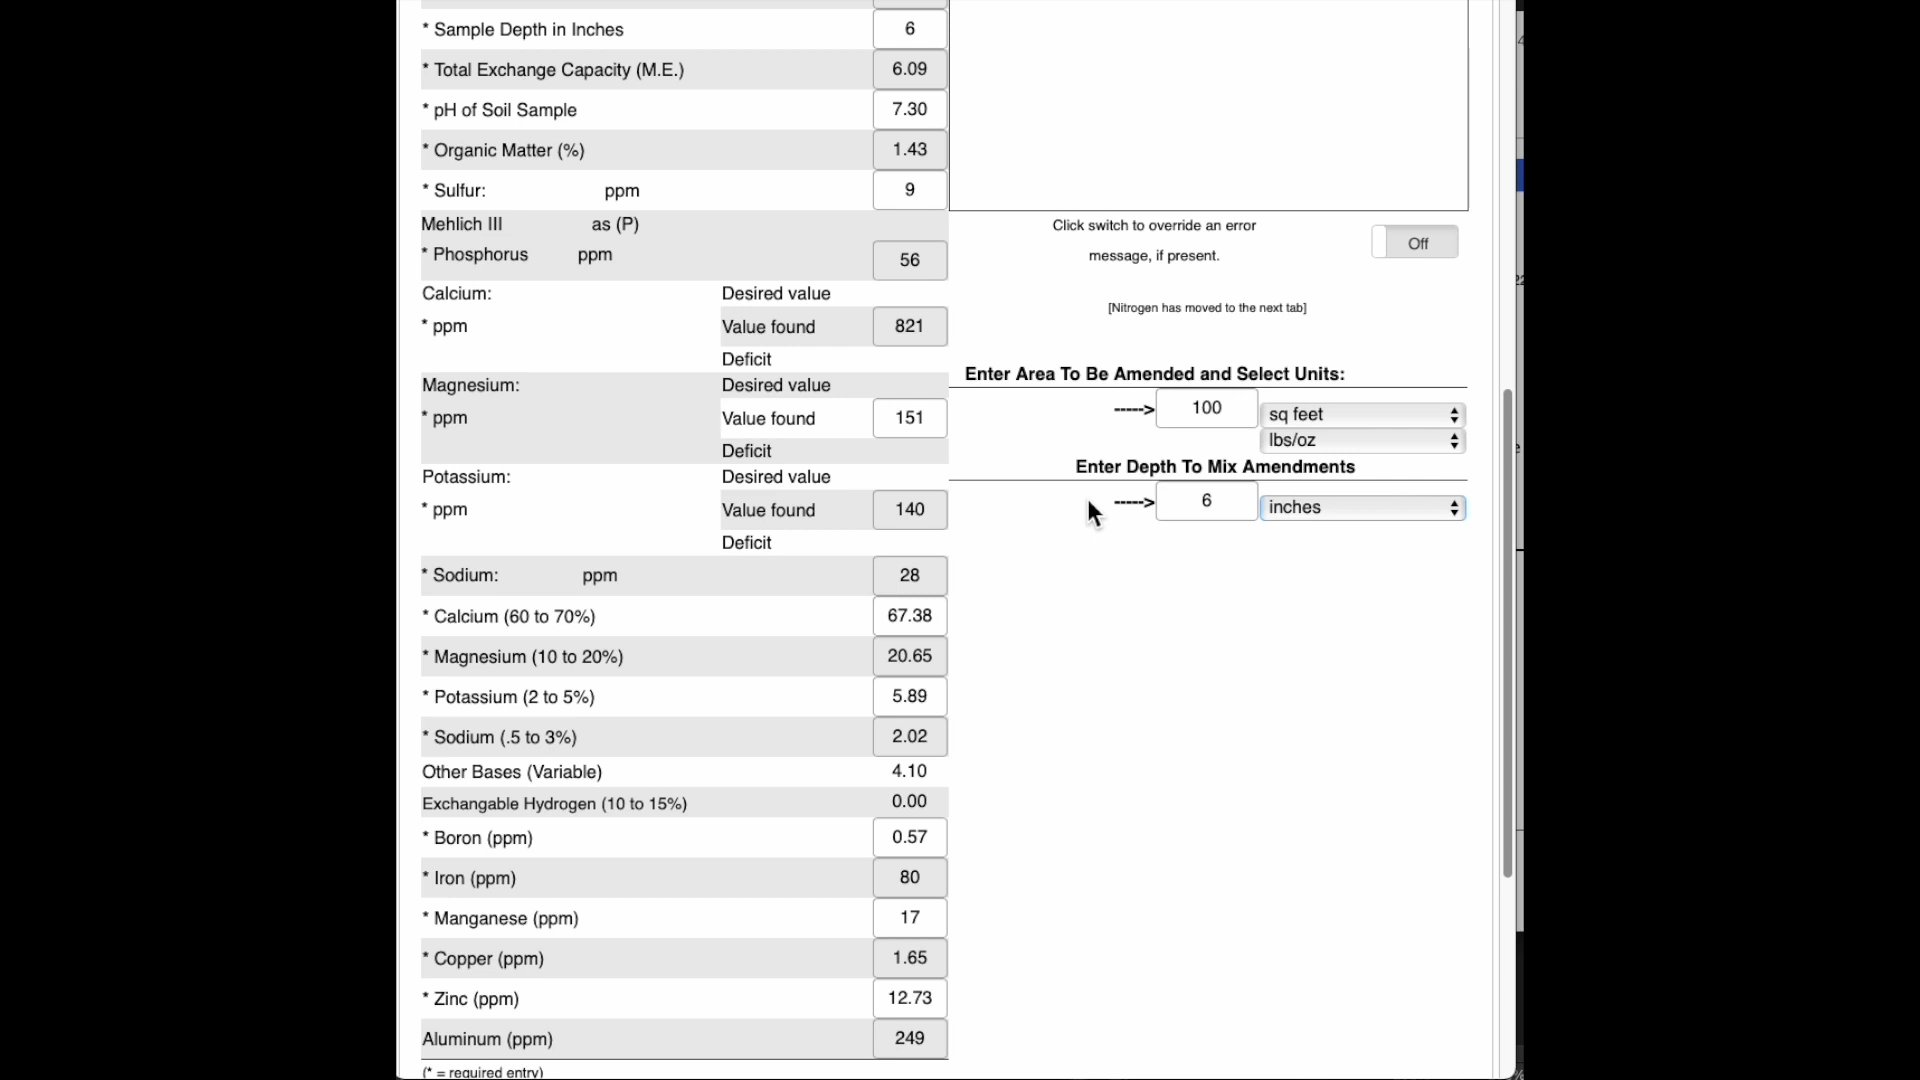 * Sample Depth in Inches 6
* Total Exchange Capacity (M.E.) 6.09
* pH of Soil Sample 7.30
* Organic Matter (%) 1.43
* Sulfur: ppm 9
Mehlich III as (P)
* Phosphorus ppm 56
Calcium: Desired value
* ppm Value found 821
Deficit
Magnesium: Desired value
* ppm Value found 151
Deficit
Potassium: Desired value
* ppm Value found 140
Deficit
* Sodium: ppm 28
* Calcium (60 to 70%) 67.38
* Magnesium (10 to 20%) 20.65
* Potassium (2 to 5%) 5.89
* Sodium (.5 to 3%) 2.02
Other Bases (Variable) 4.10
Exchangable Hydrogen (10 to 15%) 0.00
* Boron (ppm) 0.57
* Iron (ppm) 80
* Manganese (ppm) 17
* Copper (ppm) 1.65
* Zinc (ppm) 12.73
Aluminum (ppm) 249
(* = required entry)
Click switch to override an error
message, if present.
Off
[Nitrogen has moved to the next tab]
Enter Area To Be Amended and Select Units:
-----> 100 sq feet
lbs/oz
Enter Depth To Mix Amendments
-----> 6 inches